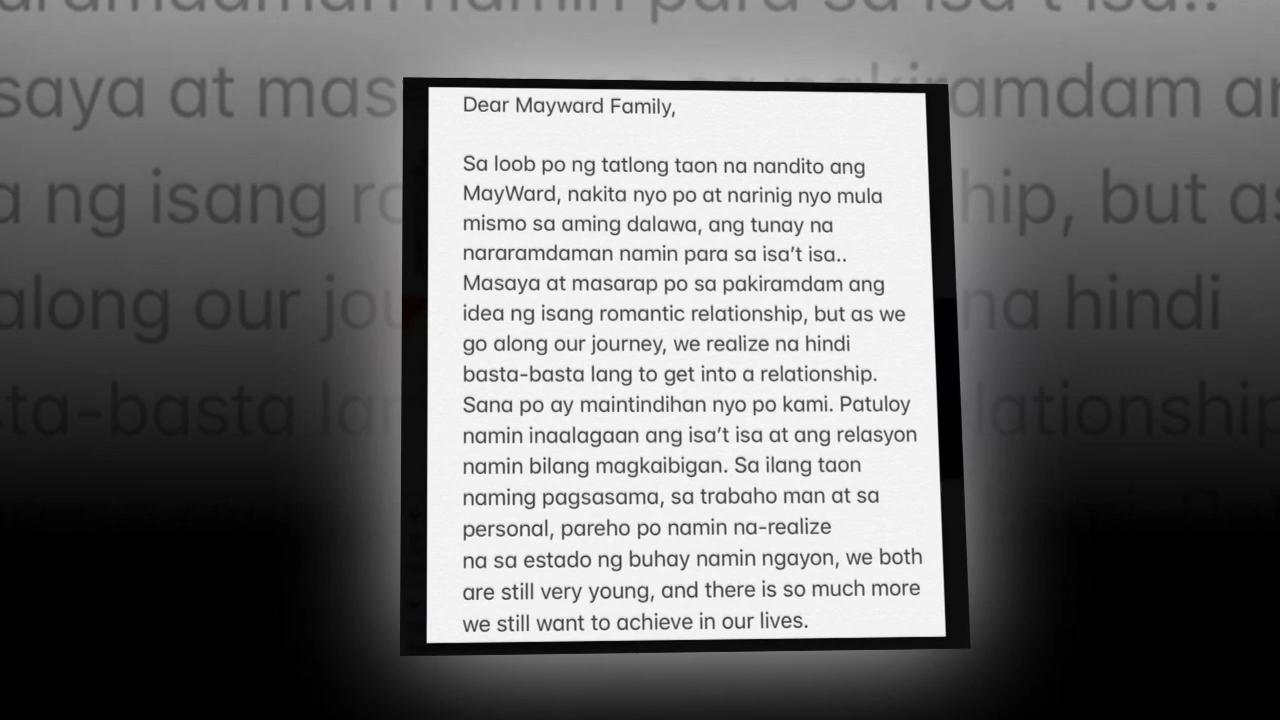 Dear Mayward Family,
Sa loob po ng tatlong taon na nandito ang
MayWard, nakita nyo po at narinig nyo mula
mismo sa aming dalawa, ang tunay na
nararamdaman namin para sa isa't isa..
Masaya at masarap po sa pakiramdam ang
idea ng isang romantic relationship, but as we
go along our journey, we realize na hindi
basta-basta lang to get into a relationship.
Sana po ay maintindihan nyo po kami. Patuloy
namin inaalagaan ang isa't isa at ang relasyon
namin bilang magkaibigan. Sa ilang taon
naming pagsasama, sa trabaho man at sa
personal, pareho po namin na-realize
na sa estado ng buhay namin ngayon, we both
are still very young, and there is so much more
we still want to achieve in our lives.